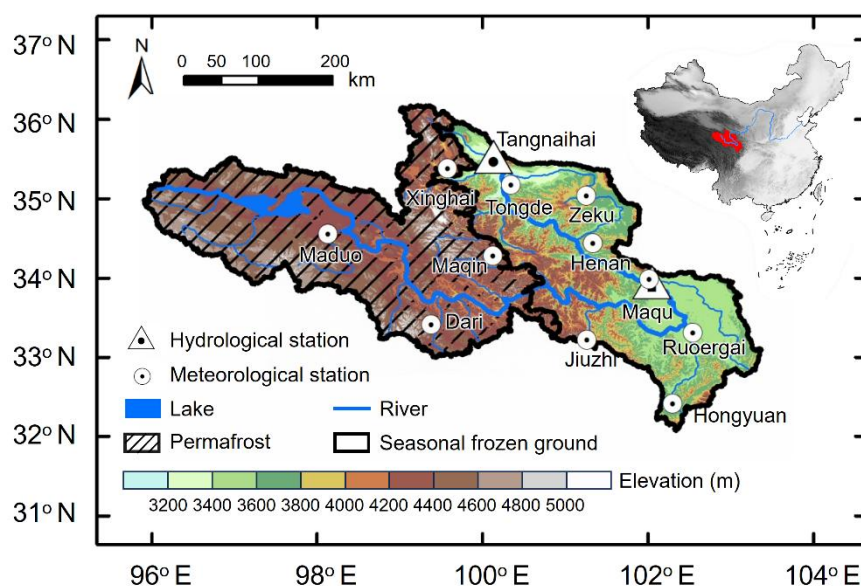 37° N
36° N
35° N
34° N
33° N
32° N
31° N
N
0 50 100 200
km
Tangnaihai
Xinghai
Tongde
Zeku
Maduo
Maqin
Henan
Maqu
Dari
Jiuzhi
Ruoergai
Hongyuan
Hydrological station
Meteorological station
Lake
River
Permafrost
Seasonal frozen ground
Elevation (m)
3200 3400 3600 3800 4000 4200 4400 4600 4800 5000
96° E 98° E 100° E 102° E 104° E